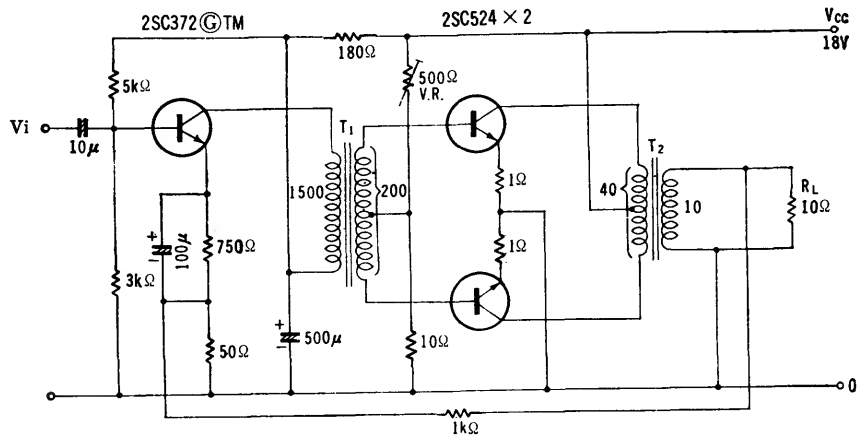 2SC372ⒼTM
2SC524×2
VCC
18V
180Ω
5kΩ
500Ω
V.R.
Vi
10μ
T1
T2
1500
200
1Ω
40
10
RL
10Ω
+
-
100μ
750Ω
1Ω
3kΩ
50Ω
+
-
500μ
10Ω
0
1kΩ